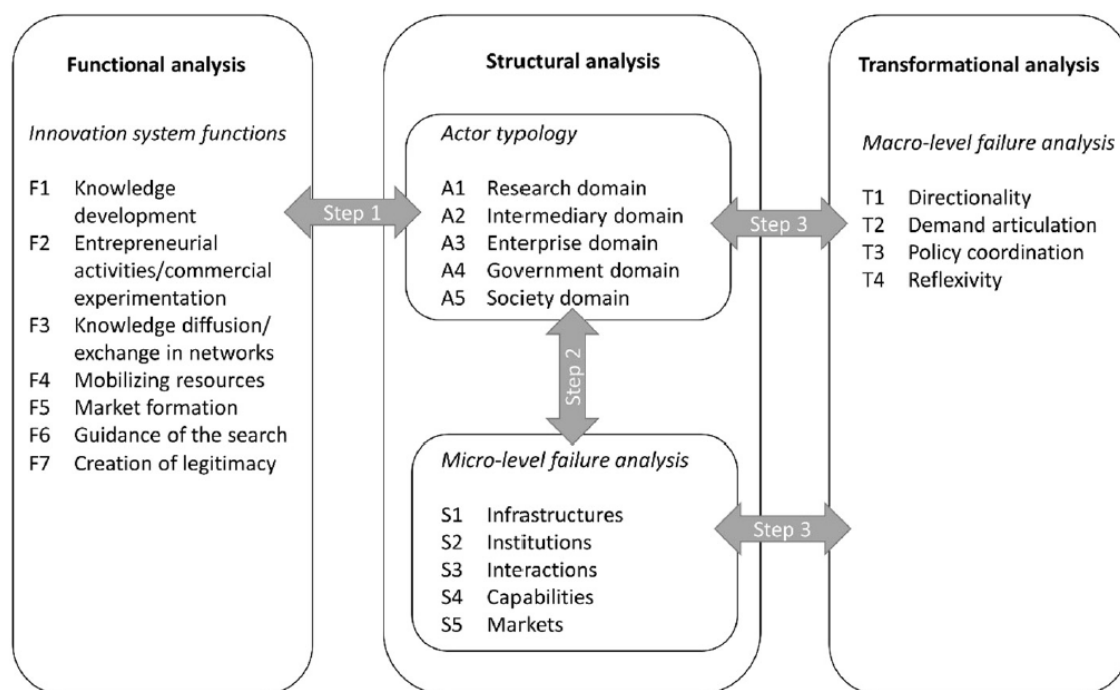 Functional analysis
Innovation system functions
F1 Knowledge
development
F2 Entrepreneurial
activities/commercial
experimentation
F3 Knowledge diffusion/
exchange in networks
F4 Mobilizing resources
F5 Market formation
F6 Guidance of the search
F7 Creation of legitimacy
Step 1
Structural analysis
Actor typology
A1 Research domain
A2 Intermediary domain
A3 Enterprise domain
A4 Government domain
A5 Society domain
Step 2
Micro-level failure analysis
S1 Infrastructures
S2 Institutions
S3 Interactions
S4 Capabilities
S5 Markets
Step 3
Step 3
Transformational analysis
Macro-level failure analysis
T1 Directionality
T2 Demand articulation
T3 Policy coordination
T4 Reflexivity